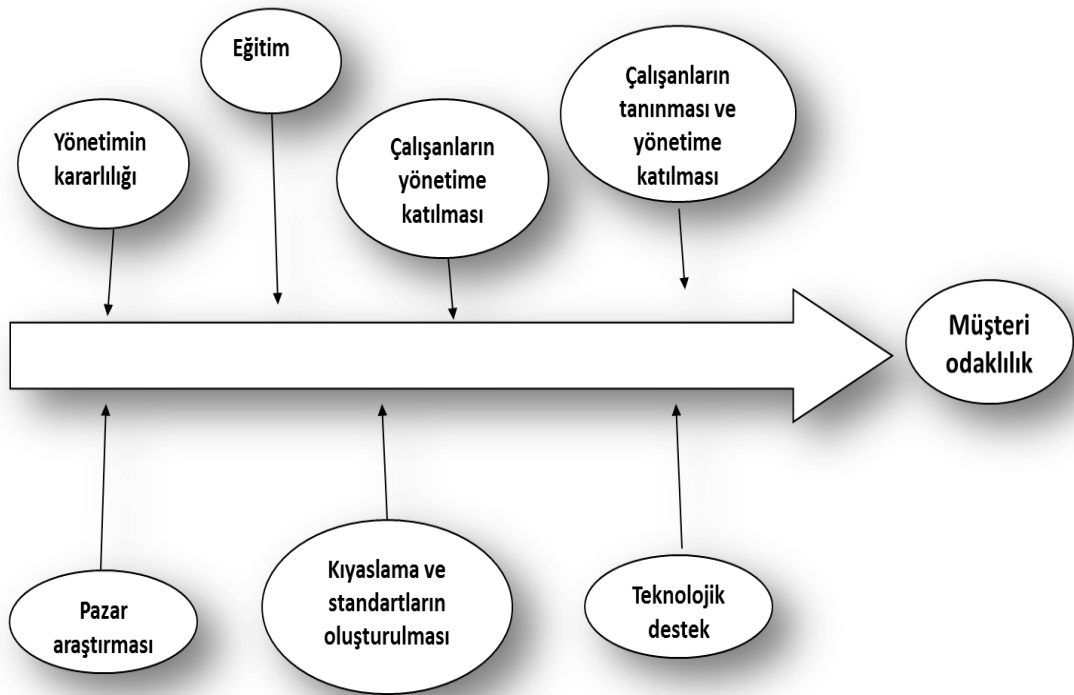 Eğitim
Çalışanların
tanınması ve
yönetime
katılması
Yönetimin
kararlılığı
Çalışanların
yönetime
katılması
Müşteri
odaklılık
Pazar
araştırması
Kıyaslama ve
standartların
oluşturulması
Teknolojik
destek